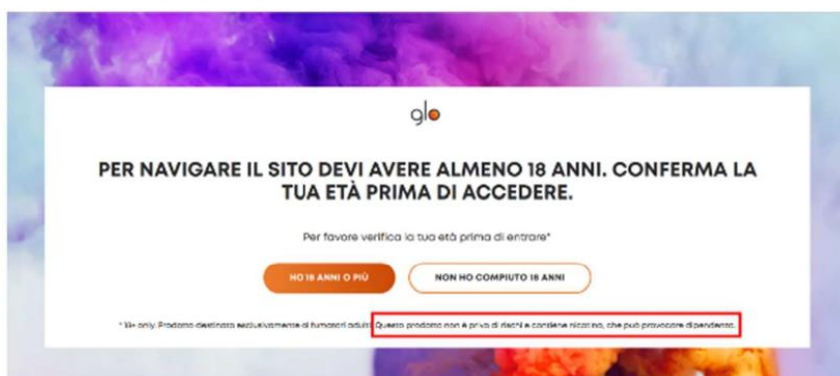 glo
PER NAVIGARE IL SITO DEVI AVERE ALMENO 18 ANNI. CONFERMA LA
TUA ETÀ PRIMA DI ACCEDERE.
Per favore verifica la tua età prima di entrare*
HO 18 ANNI O PIÙ
NON HO COMPIUTO 18 ANNI
* 18+ only. Prodotto destinato esclusivamente ai fumatori adulti. Questo prodotto non è privo di rischi e contiene nicotina, che può provocare dipendenza.